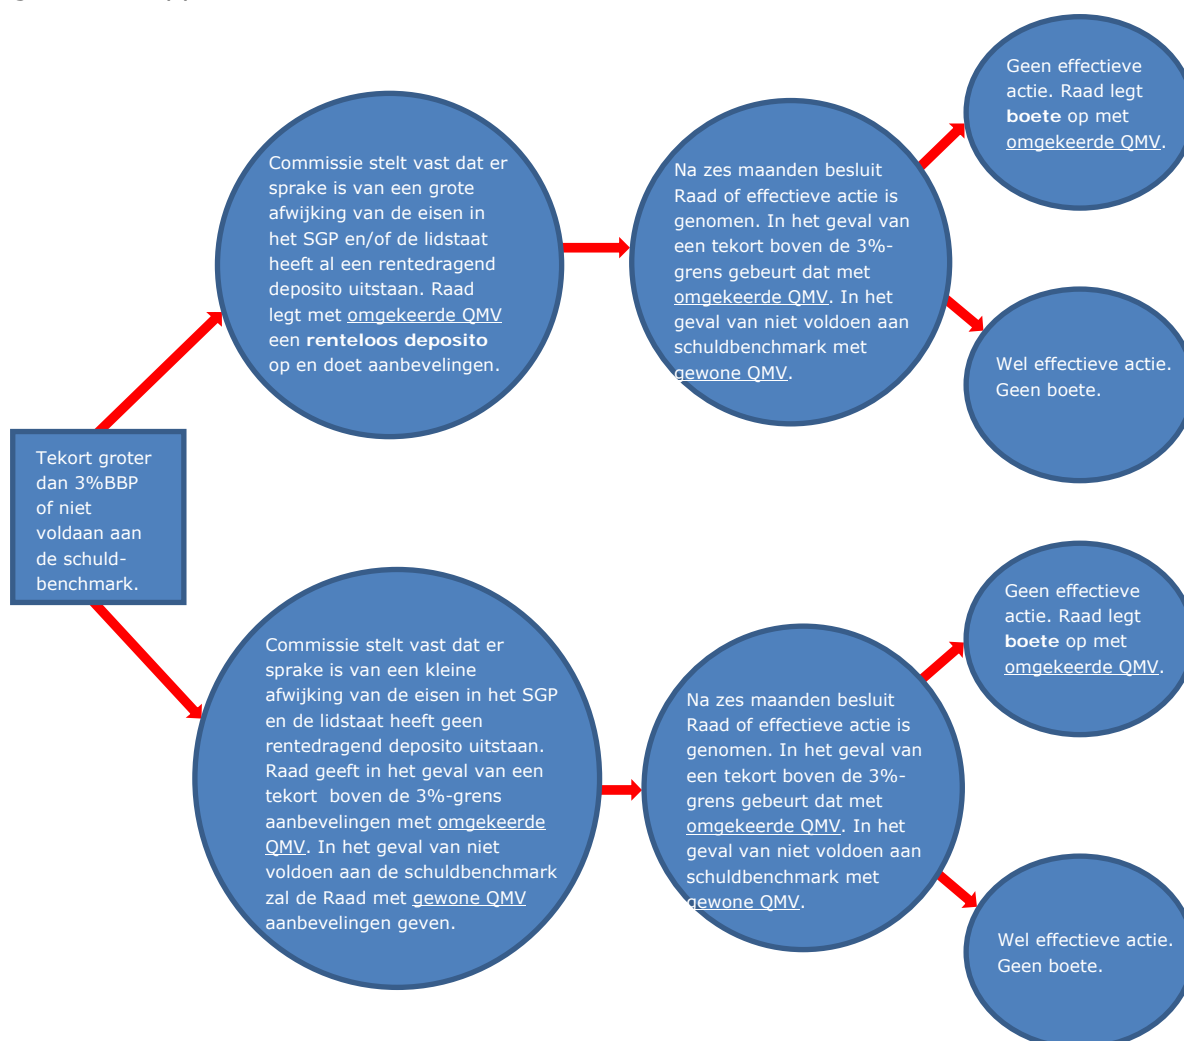 Tekort groter
dan 3%BBP
of niet
voldaan aan
de schuld-
benchmark.
Commissie stelt vast dat er
sprake is van een grote
afwijking van de eisen in
het SGP en/of de lidstaat
heeft al een rentedragend
deposito uitstaan. Raad
legt met omgekeerde QMV
een renteloos deposito
op en doet aanbevelingen.
Na zes maanden besluit
Raad of effectieve actie is
genomen. In het geval van
een tekort boven de 3%-
grens gebeurt dat met
omgekeerde QMV. In het
geval van niet voldoen aan
schuldbenchmark met
gewone QMV.
Geen effectieve
actie. Raad legt
boete op met
omgekeerde QMV.
Wel effectieve actie.
Geen boete.
Commissie stelt vast dat er
sprake is van een kleine
afwijking van de eisen in het SGP
en de lidstaat heeft geen
rentedragend deposito uitstaan.
Raad geeft in het geval van een
tekort boven de 3%-grens
aanbevelingen met omgekeerde
QMV. In het geval van niet
voldoen aan de schuldbenchmark
zal de Raad met gewone QMV
aanbevelingen geven.
Na zes maanden besluit
Raad of effectieve actie is
genomen. In het geval van
een tekort boven de 3%-
grens gebeurt dat met
omgekeerde QMV. In het
geval van niet voldoen aan
schuldbenchmark met
gewone QMV.
Geen effectieve
actie. Raad legt
boete op met
omgekeerde QMV.
Wel effectieve actie.
Geen boete.